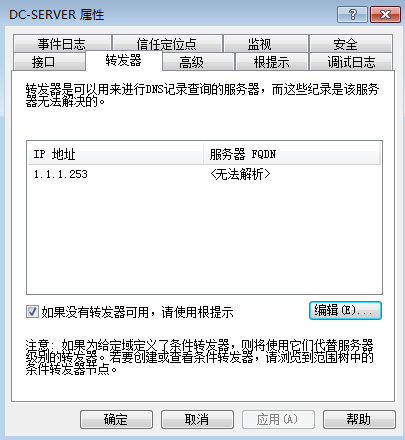 DC-SERVER 属性
事件日志 信任定位点 监视 安全
接口 转发器 高级 根提示 调试日志
转发器是可以用来进行DNS记录查询的服务器，而这些纪录是该服务
器无法解决的。
IP 地址 服务器 FQDN
1.1.1.253 <无法解析>
如果没有转发器可用，请使用根提示 编辑(E)...
注意: 如果为给定域定义了条件转发器，则将使用它们代替服务器
级别的转发器。若要创建或查看条件转发器，请浏览到范围树中的
条件转发器节点。
确定 取消 应用(A) 帮助